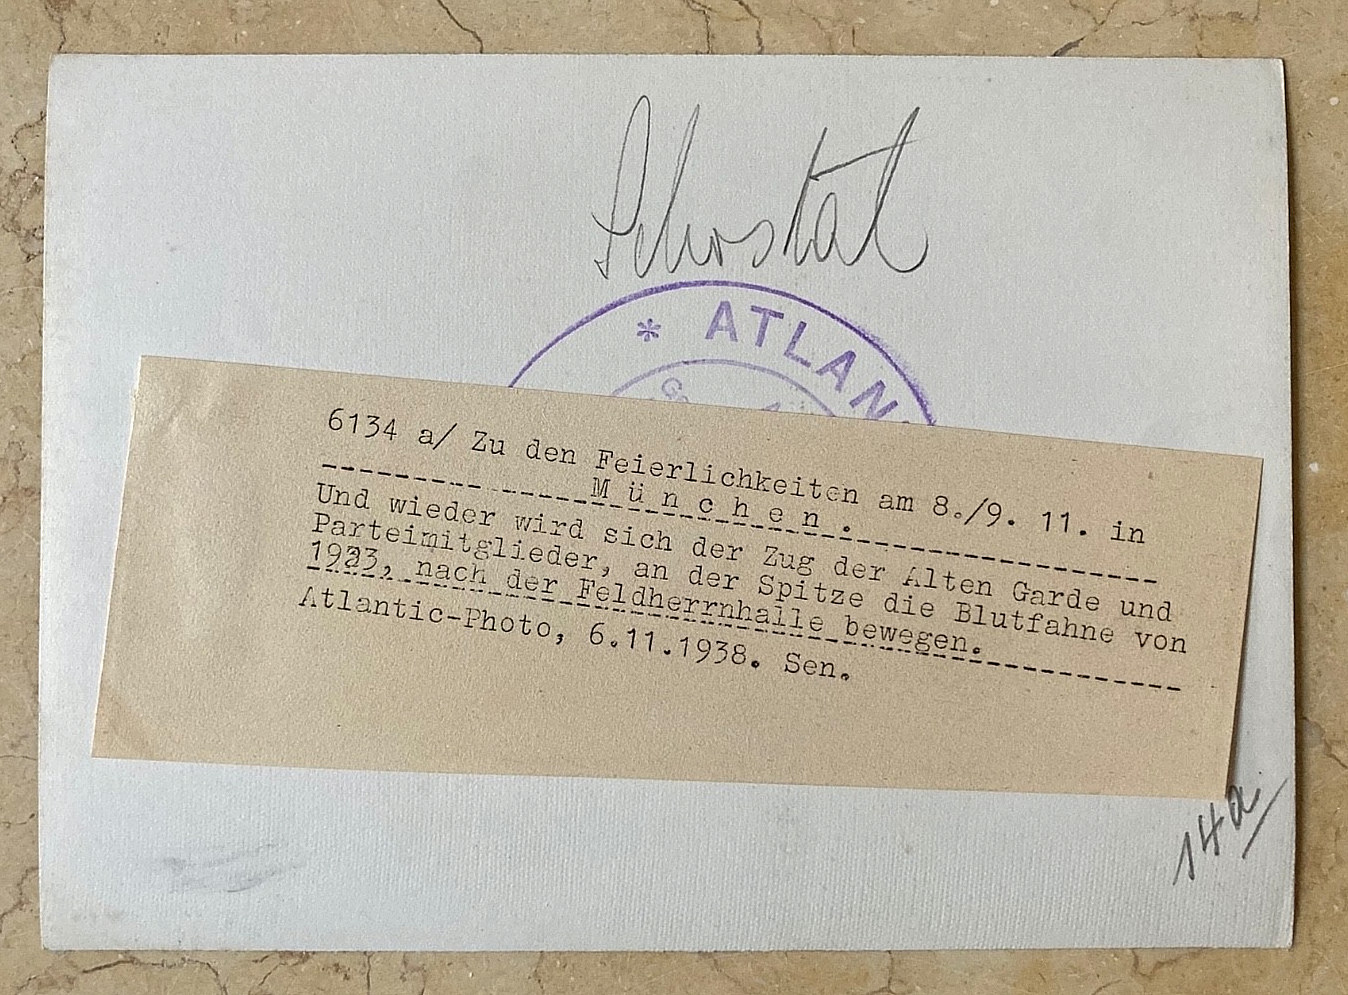 Schostal
* ATLAN
6134 a/ Zu den Feierlichkeiten am 8./9. 11. in
M ü n c h e n .
Und wieder wird sich der Zug der Alten Garde und
Parteimitglieder, an der Spitze die Blutfahne von
1923, nach der Feldherrnhalle bewegen.
Atlantic-Photo, 6.11.1938. Sen.
14a